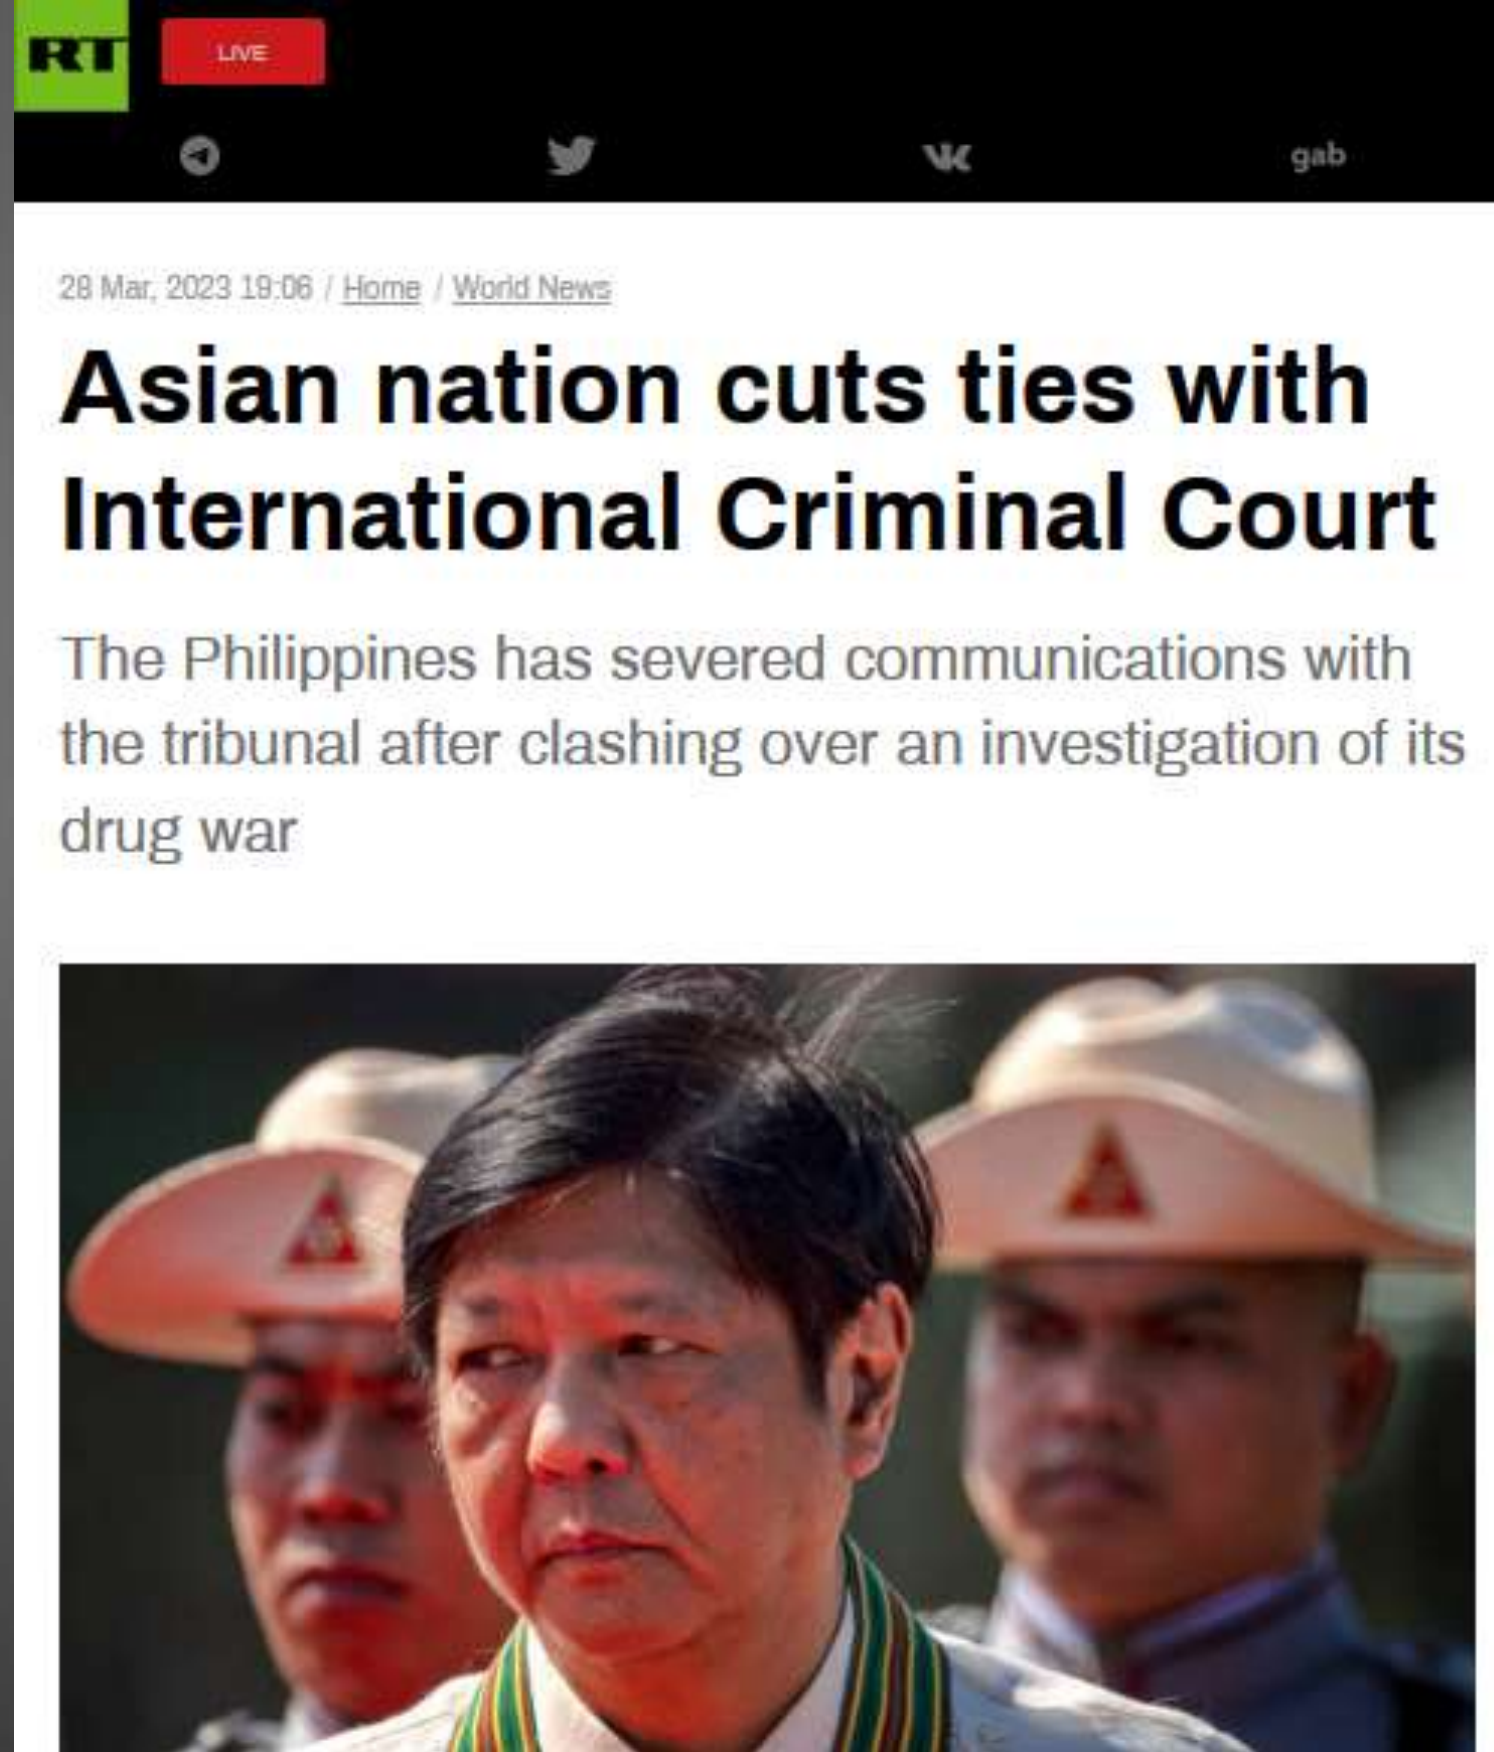 RT
LIVE
gab
28 Mar, 2023 19:06 / Home / World News
Asian nation cuts ties with
International Criminal Court
The Philippines has severed communications with
the tribunal after clashing over an investigation of its
drug war